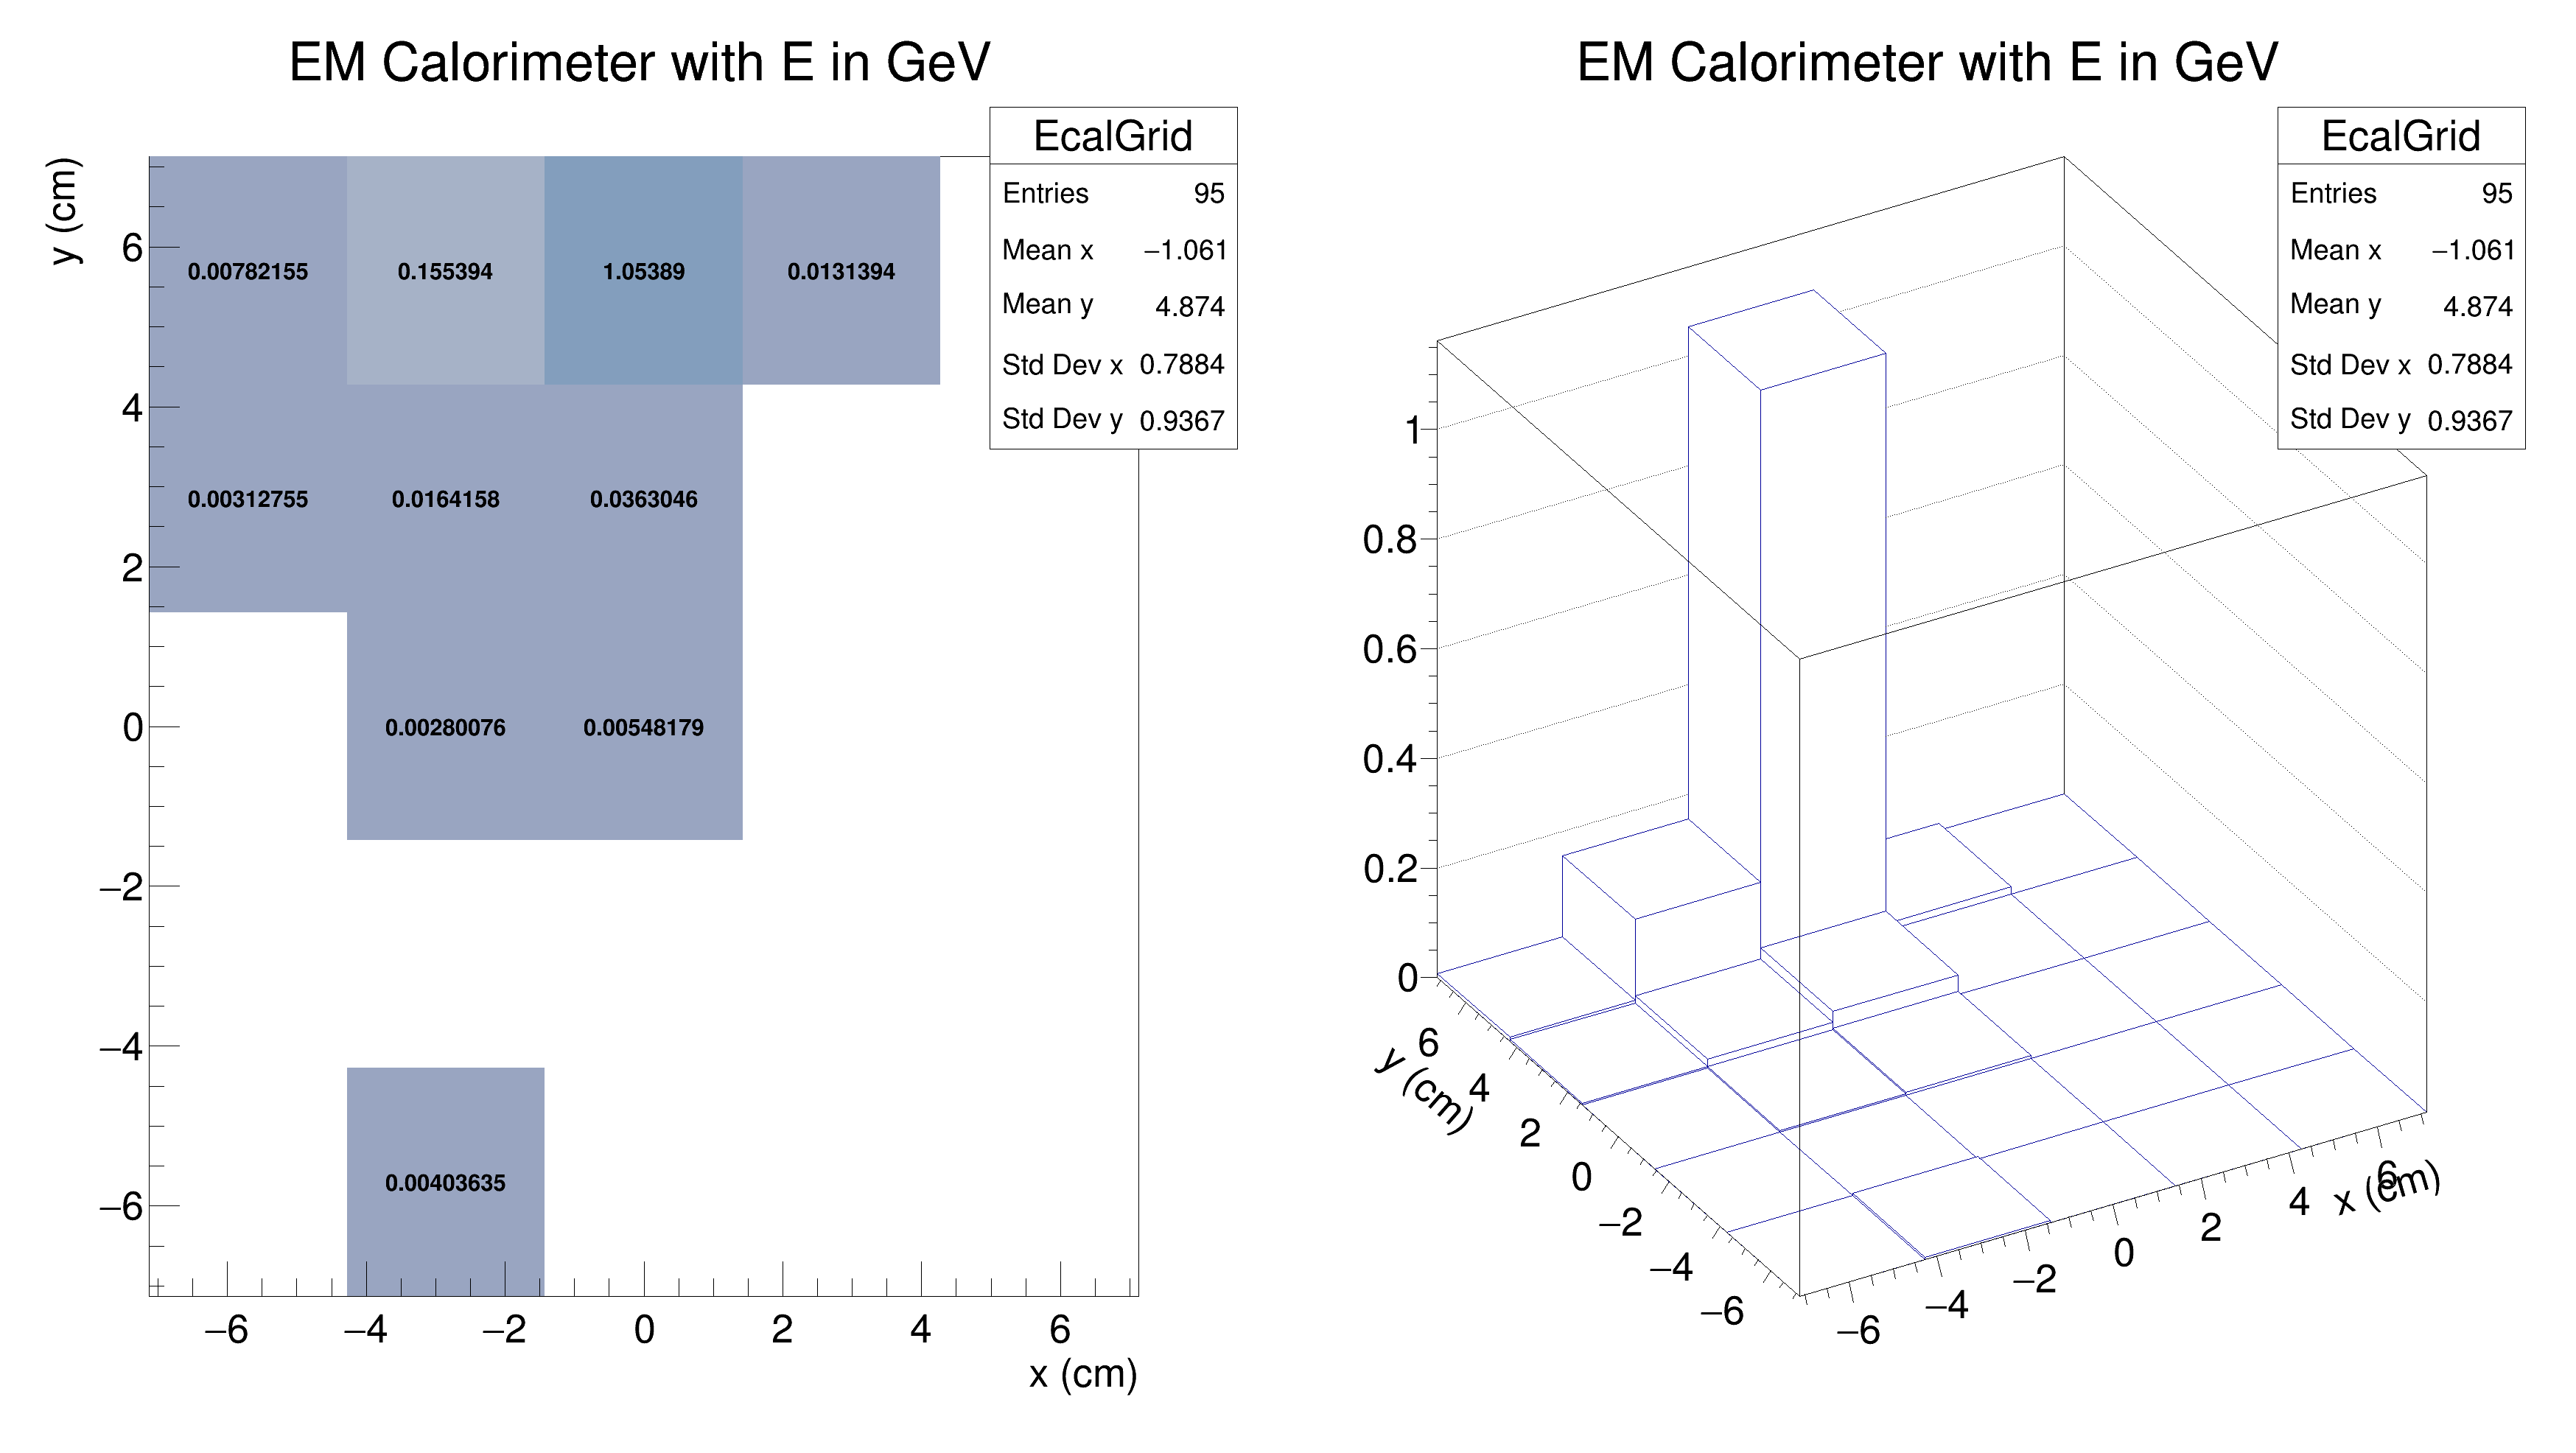 EM Calorimeter with E in GeV
y (cm)
EcalGrid
Entries 95
Mean x −1.061
Mean y 4.874
Std Dev x 0.7884
Std Dev y 0.9367
6
4
2
0
−2
−4
−6
0.00782155 0.155394 1.05389 0.0131394
0.00312755 0.0164158 0.0363046
0.00280076 0.00548179
0.00403635
−6 −4 −2 0 2 4 6
x (cm)
EM Calorimeter with E in GeV
EcalGrid
Entries 95
Mean x −1.061
Mean y 4.874
Std Dev x 0.7884
Std Dev y 0.9367
1
0.8
0.6
0.4
0.2
0
y (cm)
6
4
2
0
−2
−4
−6
−6 −4 −2 0 2 4 6
x (cm)